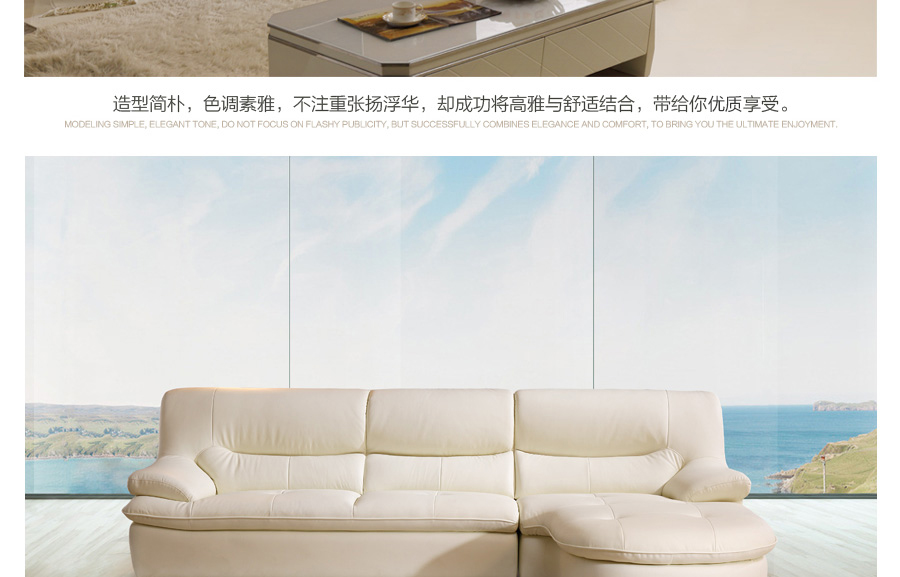 造型简朴，色调素雅，不注重张扬浮华，却成功将高雅与舒适结合，带给你优质享受。
MODELING SIMPLE, ELEGANT TONE, DO NOT FOCUS ON FLASHY PUBLICITY, BUT SUCCESSFULLY COMBINES ELEGANCE AND COMFORT, TO BRING YOU THE ULTIMATE ENJOYMENT.